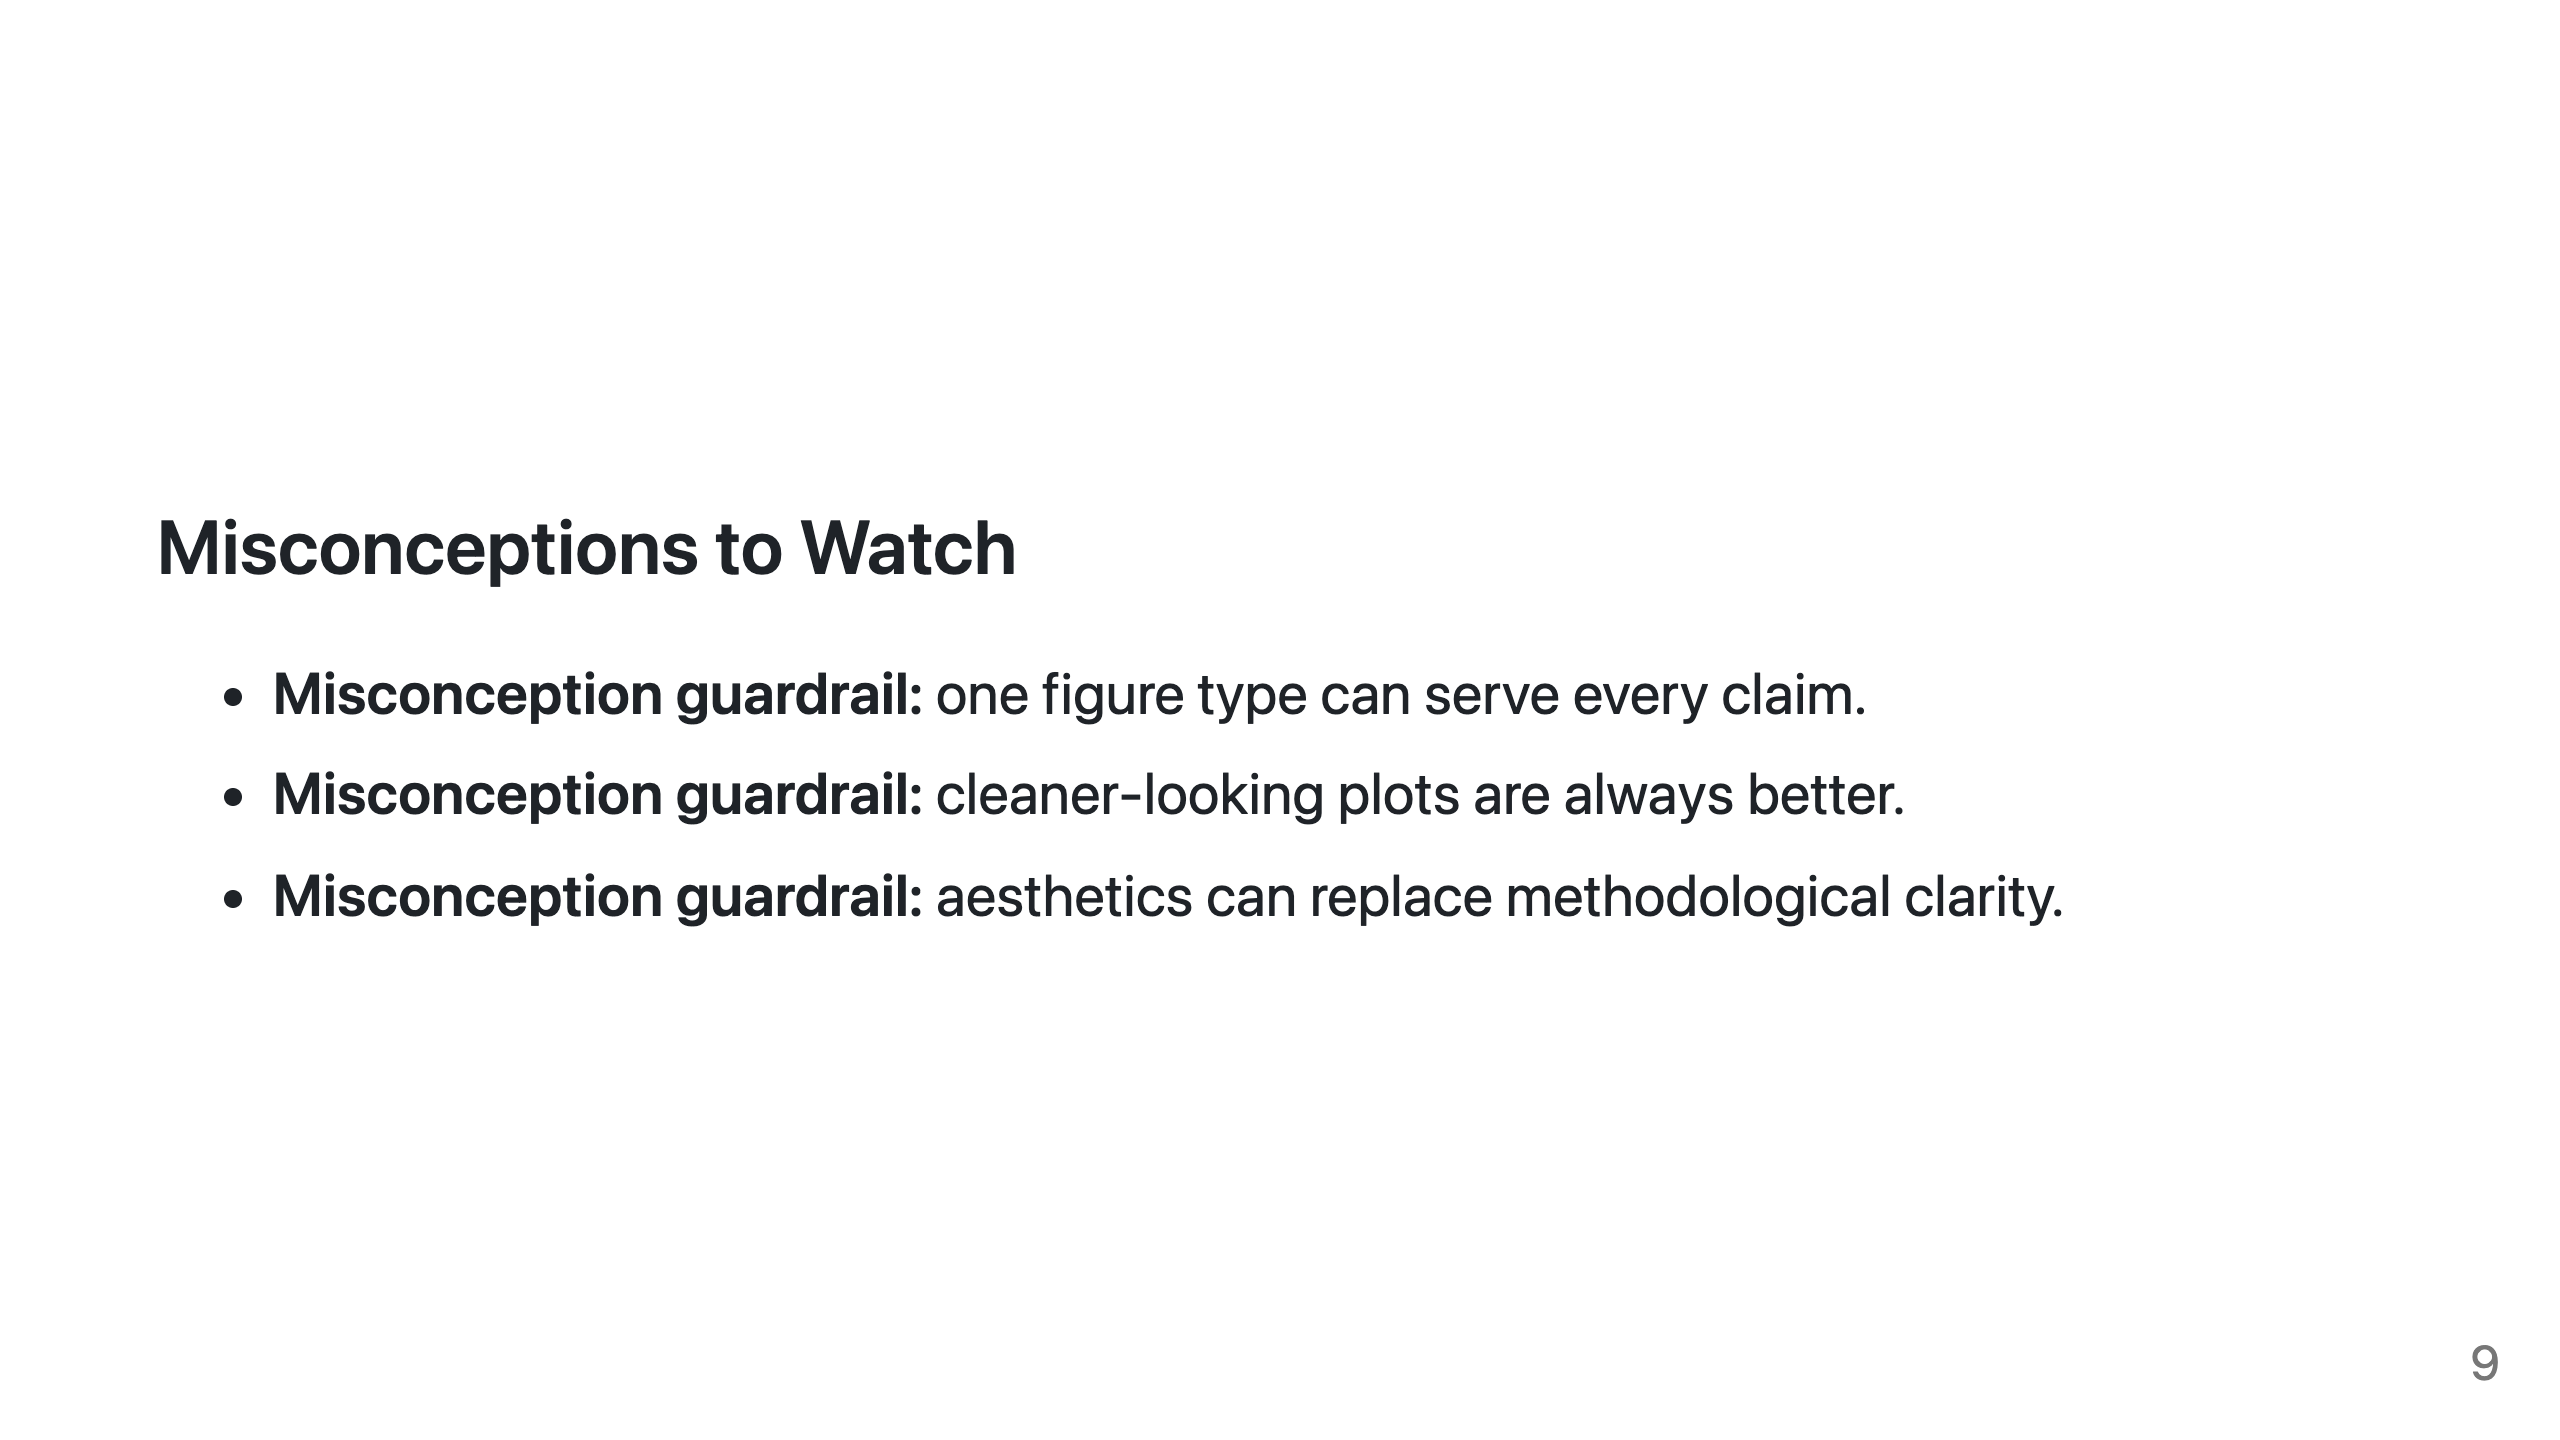 Misconceptions to Watch
• Misconception guardrail: one figure type can serve every claim.
• Misconception guardrail: cleaner-looking plots are always better.
• Misconception guardrail: aesthetics can replace methodological clarity.
9